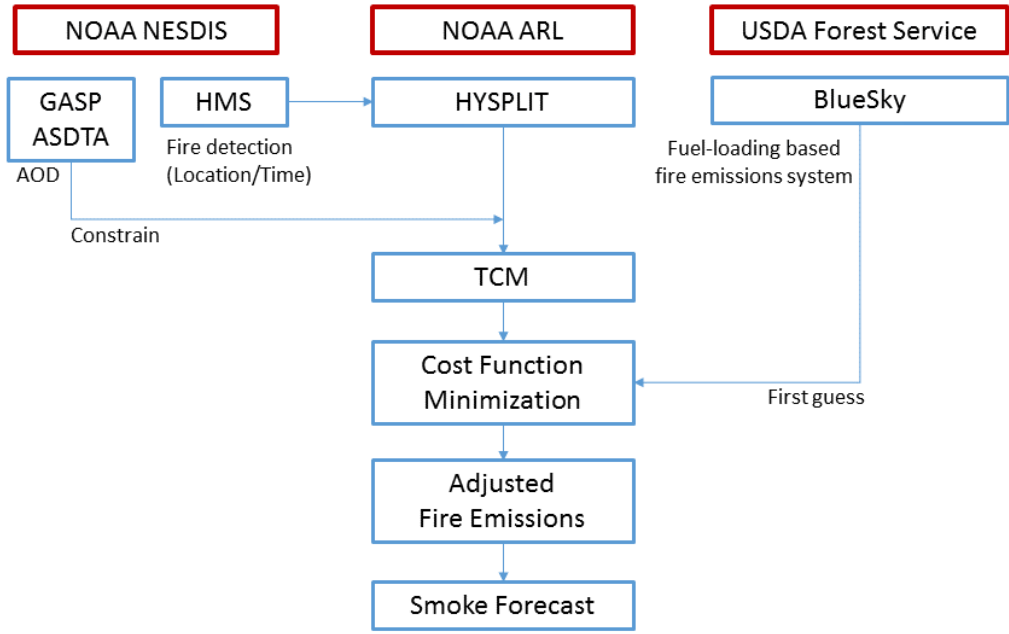 NOAA NESDIS
NOAA ARL
USDA Forest Service
GASP
ASDTA
HMS
HYSPLIT
BlueSky
AOD
Fire detection
(Location/Time)
Fuel-loading based
fire emissions system
Constrain
TCM
Cost Function
Minimization
First guess
Adjusted
Fire Emissions
Smoke Forecast